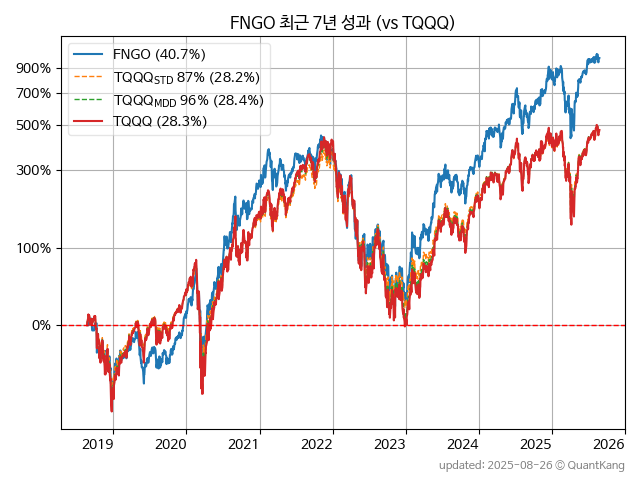 FNGO 최근 7년 성과 (vs TQQQ)
FNGO (40.7%)
TQQQ_STD 87% (28.2%)
TQQQ_MDD 96% (28.4%)
TQQQ (28.3%)
900%
700%
500%
300%
100%
0%
2019 2020 2021 2022 2023 2024 2025 2026
updated: 2025-08-26 © QuantKang